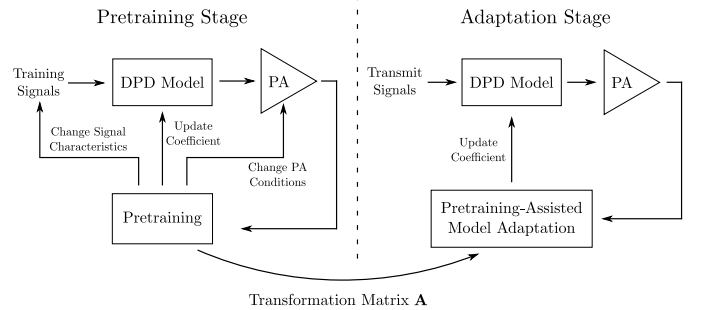 Pretraining Stage
Training
Signals
DPD Model
PA
Change Signal
Characteristics
Update
Coefficient
Change PA
Conditions
Pretraining
Adaptation Stage
Transmit
Signals
DPD Model
PA
Update
Coefficient
Pretraining-Assisted
Model Adaptation
Transformation Matrix A